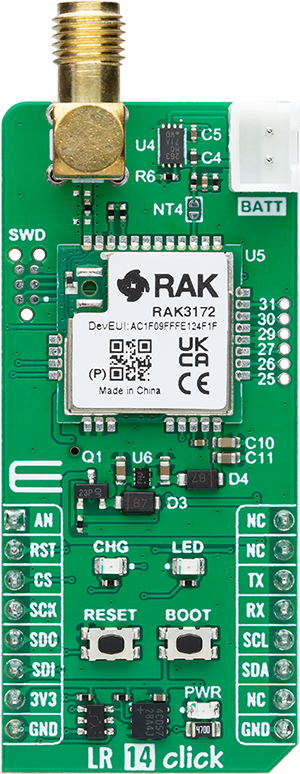 U4
C5
C4
R6
NT4
BATT
SWD
U5
RAK
RAK3172
DevEUI:AC1F09FFFE124F1F
UK
CA
(P)
CE
Made in China
31
30
29
27
26
25
C10
C11
Q1
U6
D4
23P
D3
AN
RST
CS
SCK
SDO
SDI
3V3
GND
CHG
LED
RESET
BOOT
PWR
4700
NC
NC
TX
RX
SCL
SDA
NC
GND
LR 14 click